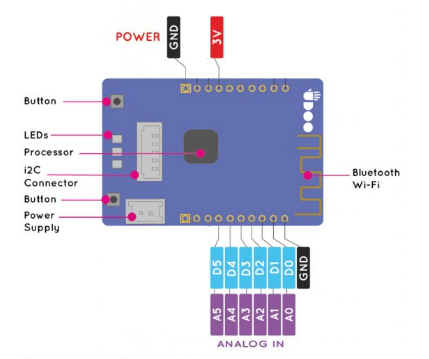 POWER
GND
3V
UDOO
Button
LEDs
Processor
i2C
Connector
Button
Power
Supply
Bluetooth
Wi-Fi
D5 D4 D3 D2 D1 D0 GND
A5 A4 A3 A2 A1 A0
ANALOG IN